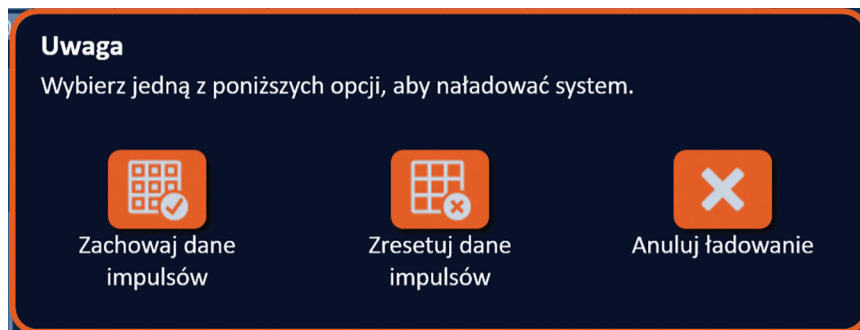 Uwaga
Wybierz jedną z poniższych opcji, aby naładować system.
Zachowaj dane
impulsów
Zresetuj dane
impulsów
Anuluj ładowanie